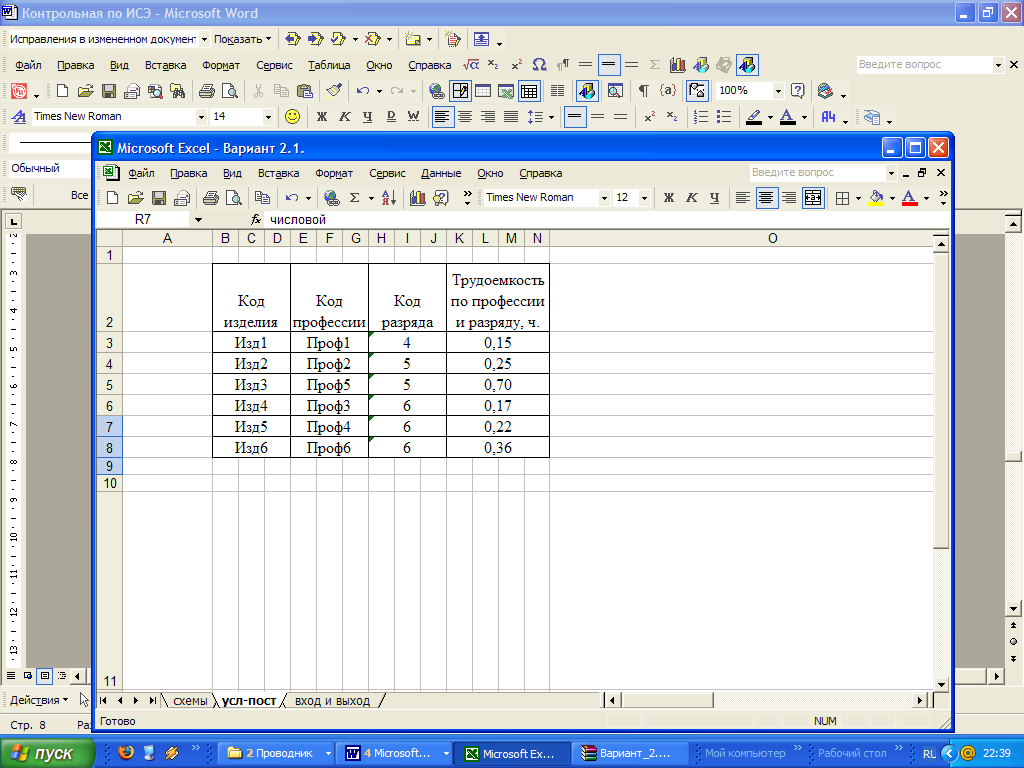 Контрольная по ИСЭ - Microsoft Word
Исправления в измененном документ Показать
Файл Правка Вид Вставка Формат Сервис Таблица Окно Справка Введите вопрос
100%
Times New Roman 14 Ж К Ч D W
Обычный
Все
Microsoft Excel - Вариант 2.1.
Файл Правка Вид Вставка Формат Сервис Данные Окно Справка Введите вопрос
Times New Roman 12 Ж К Ч
R7 fx числовой
A B C D E F G H I J K L M N O
1
2 Код изделия Код профессии Код разряда Трудоемкость по профессии и разряду, ч.
3 Изд1 Проф1 4 0,15
4 Изд2 Проф2 5 0,25
5 Изд3 Проф5 5 0,70
6 Изд4 Проф3 6 0,17
7 Изд5 Проф4 6 0,22
8 Изд6 Проф6 6 0,36
9
10
11
схемы усл-пост вход и выход
Готово NUM
Действия
Стр. 8 Ра
пуск 2 Проводник 4 Microsoft... Microsoft Ex... Вариант_2.... Мой компьютер Рабочий стол RU 22:39